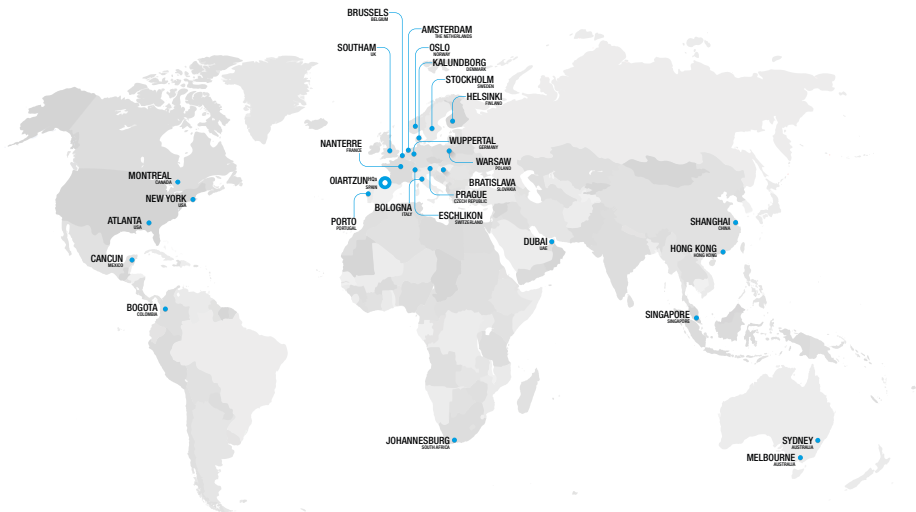 BRUSSELS
BELGIUM
AMSTERDAM
THE NETHERLANDS
SOUTHAM
UK
OSLO
NORWAY
KALUNDBORG
DENMARK
STOCKHOLM
SWEDEN
HELSINKI
FINLAND
NANTERRE
FRANCE
WUPPERTAL
GERMANY
WARSAW
POLAND
OIARTZUN HQs
SPAIN
BRATISLAVA
SLOVAKIA
PRAGUE
CZECH REPUBLIC
BOLOGNA
ITALY
ESCHLIKON
SWITZERLAND
PORTO
PORTUGAL
MONTREAL
CANADA
NEW YORK
USA
ATLANTA
USA
CANCUN
MEXICO
BOGOTA
COLOMBIA
DUBAI
UAE
SHANGHAI
CHINA
HONG KONG
HONG KONG
SINGAPORE
SINGAPORE
JOHANNESBURG
SOUTH AFRICA
SYDNEY
AUSTRALIA
MELBOURNE
AUSTRALIA